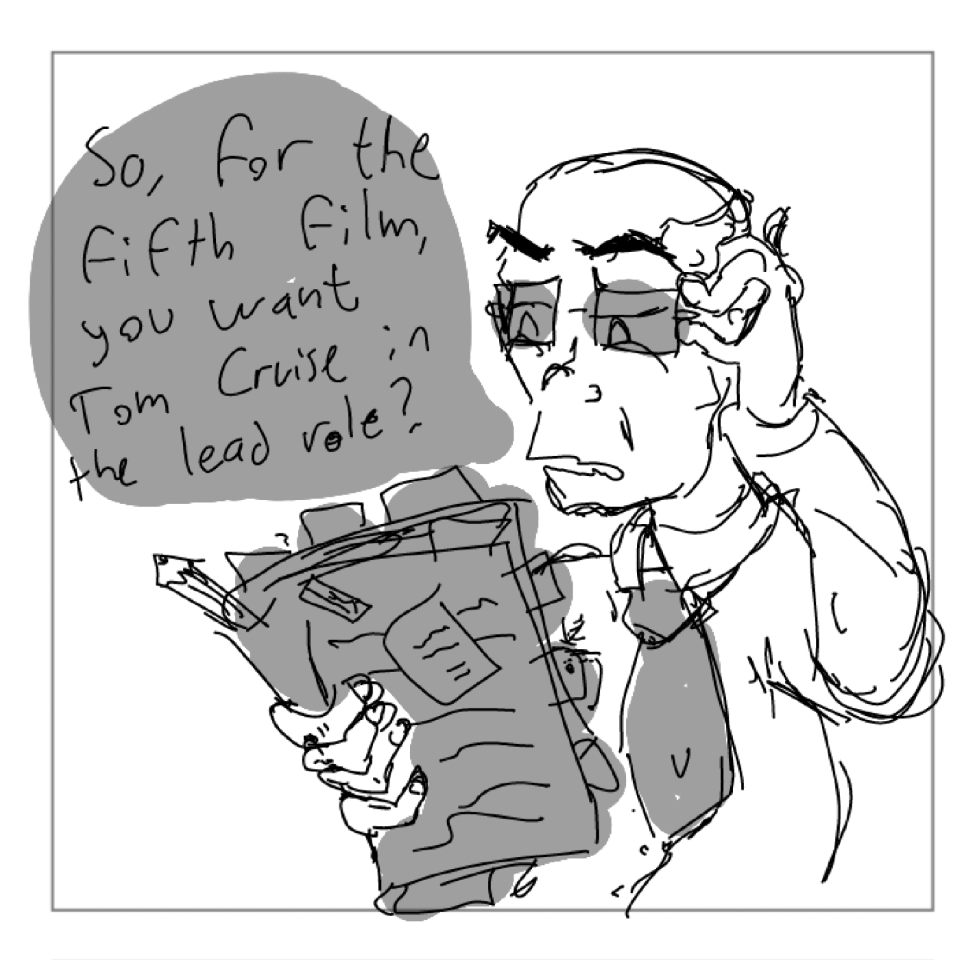 So, for the
fifth film,
you want
Tom Cruise in
the lead role?